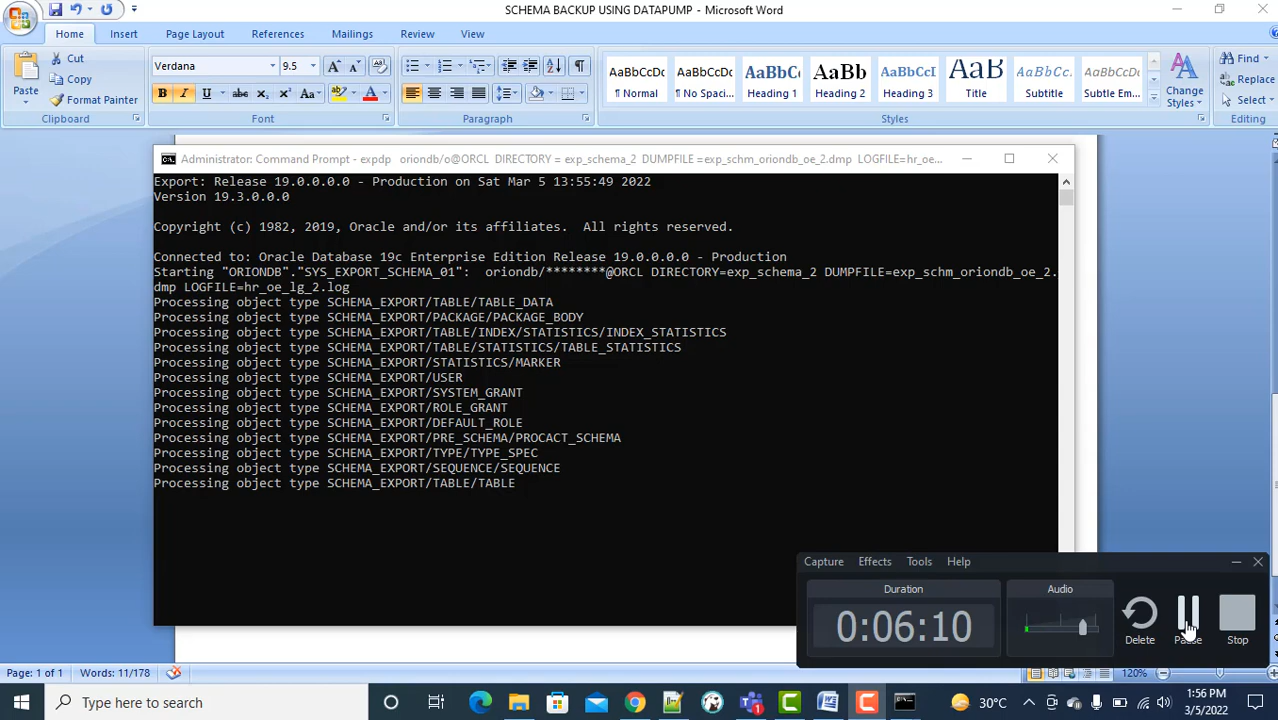 SCHEMA BACKUP USING DATAPUMP - Microsoft Word
Home Insert Page Layout References Mailings Review View
Cut
Copy
Format Painter
Paste
Clipboard
Verdana 9.5
Font
Paragraph
AaBbCcDc AaBbCcDc AaBbC AaBb AaBbCcI AaB AaBbCcI AaBbCcDc
¶ Normal ¶ No Spaci... Heading 1 Heading 2 Heading 3 Title Subtitle Subtle Em...
Change
Styles
Styles
Find
Replace
Select
Editing
Administrator: Command Prompt - expdp oriondb/o@ORCL DIRECTORY = exp_schema_2 DUMPFILE =exp_schm_oriondb_oe_2.dmp LOGFILE=hr_oe...
Export: Release 19.0.0.0.0 - Production on Sat Mar 5 13:55:49 2022
Version 19.3.0.0.0
Copyright (c) 1982, 2019, Oracle and/or its affiliates. All rights reserved.
Connected to: Oracle Database 19c Enterprise Edition Release 19.0.0.0.0 - Production
Starting "ORIONDB"."SYS_EXPORT_SCHEMA_01": oriondb/********@ORCL DIRECTORY=exp_schema_2 DUMPFILE=exp_schm_oriondb_oe_2.
dmp LOGFILE=hr_oe_lg_2.log
Processing object type SCHEMA_EXPORT/TABLE/TABLE_DATA
Processing object type SCHEMA_EXPORT/PACKAGE/PACKAGE_BODY
Processing object type SCHEMA_EXPORT/TABLE/INDEX/STATISTICS/INDEX_STATISTICS
Processing object type SCHEMA_EXPORT/TABLE/STATISTICS/TABLE_STATISTICS
Processing object type SCHEMA_EXPORT/STATISTICS/MARKER
Processing object type SCHEMA_EXPORT/USER
Processing object type SCHEMA_EXPORT/SYSTEM_GRANT
Processing object type SCHEMA_EXPORT/ROLE_GRANT
Processing object type SCHEMA_EXPORT/DEFAULT_ROLE
Processing object type SCHEMA_EXPORT/PRE_SCHEMA/PROCACT_SCHEMA
Processing object type SCHEMA_EXPORT/TYPE/TYPE_SPEC
Processing object type SCHEMA_EXPORT/SEQUENCE/SEQUENCE
Processing object type SCHEMA_EXPORT/TABLE/TABLE
Capture Effects Tools Help
Duration
0:06:10
Audio
Delete Pause Stop
Page: 1 of 1 Words: 11/178
120%
Type here to search
30°C
1:56 PM
3/5/2022